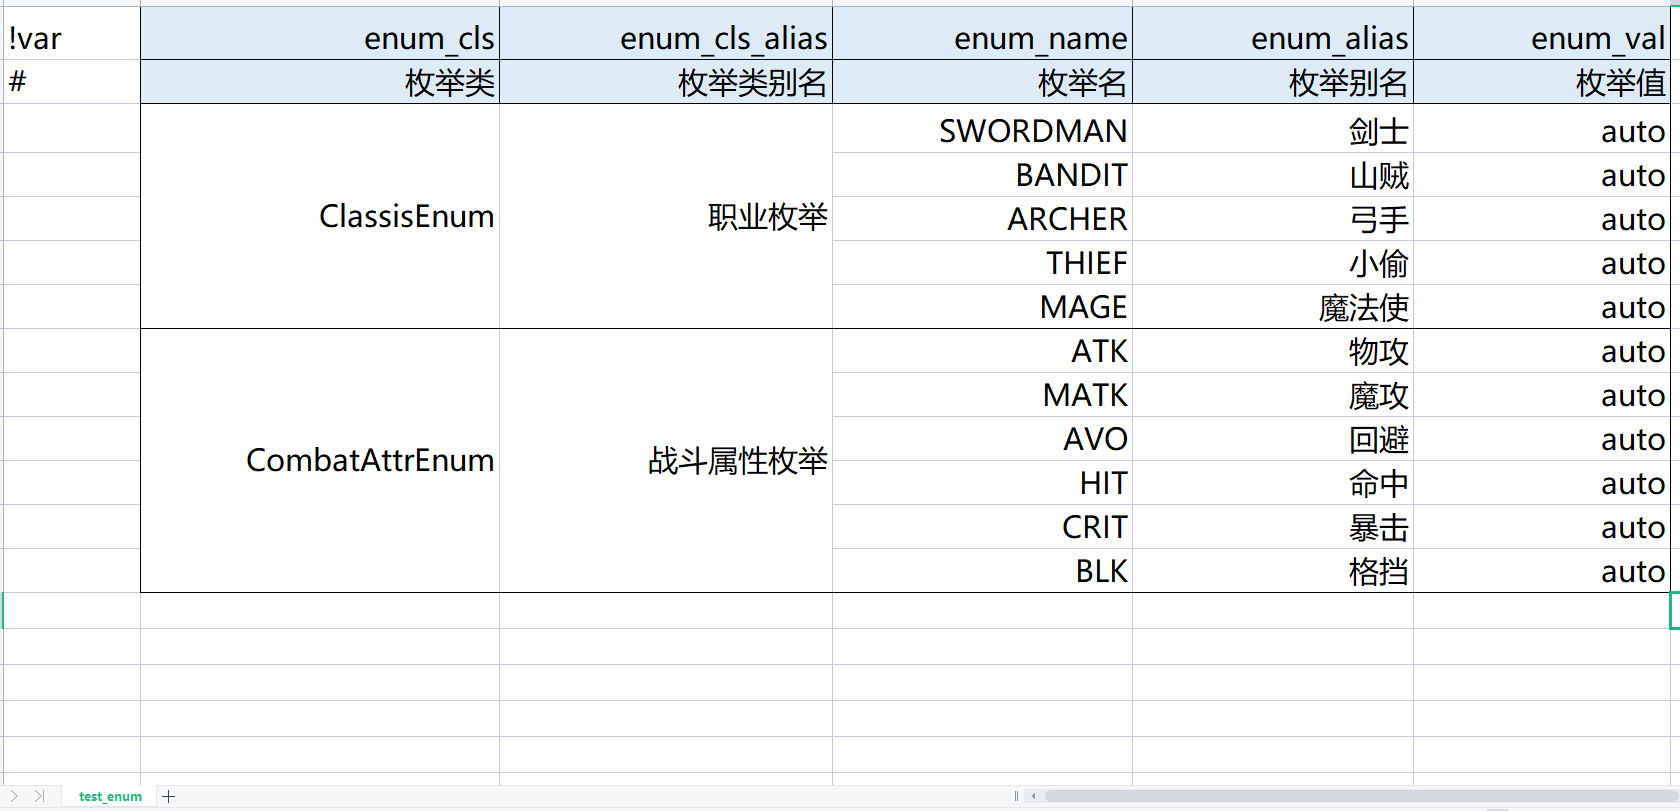 !var enum_cls enum_cls_alias enum_name enum_alias enum_val
# 枚举类 枚举类别名 枚举名 枚举别名 枚举值
SWORDMAN 剑士 auto
BANDIT 山贼 auto
ClassisEnum 职业枚举 ARCHER 弓手 auto
THIEF 小偷 auto
MAGE 魔法使 auto
ATK 物攻 auto
MATK 魔攻 auto
AVO 回避 auto
CombatAttrEnum 战斗属性枚举
HIT 命中 auto
CRIT 暴击 auto
BLK 格挡 auto
test_enum